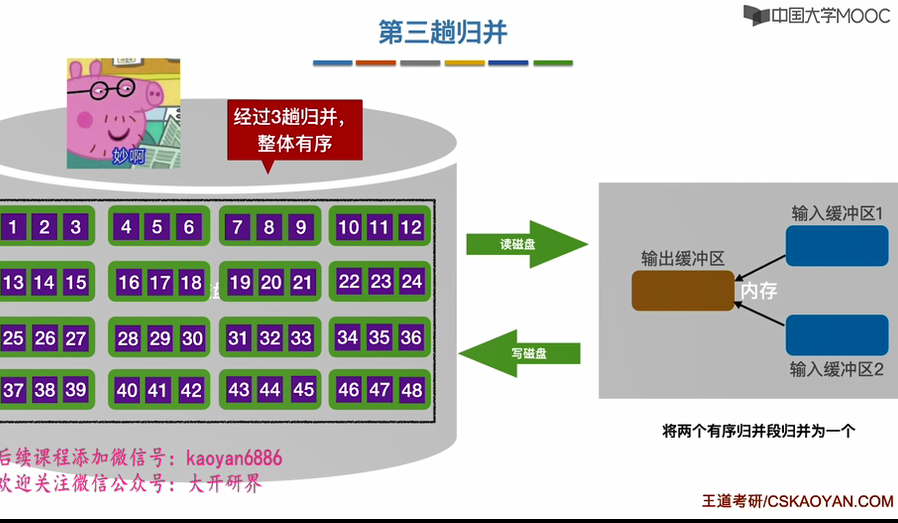 中国大学MOOC
第三趟归并
妙啊
经过3趟归并，
整体有序
1 2 3 4 5 6 7 8 9 10 11 12
13 14 15 16 17 18 19 20 21 22 23 24
25 26 27 28 29 30 31 32 33 34 35 36
37 38 39 40 41 42 43 44 45 46 47 48
读磁盘
写磁盘
输入缓冲区1
输出缓冲区
内存
输入缓冲区2
将两个有序归并段归并为一个
后续课程添加微信号：kaoyan6886
欢迎关注微信公众号：大开研界
王道考研/CSKAOYAN.COM